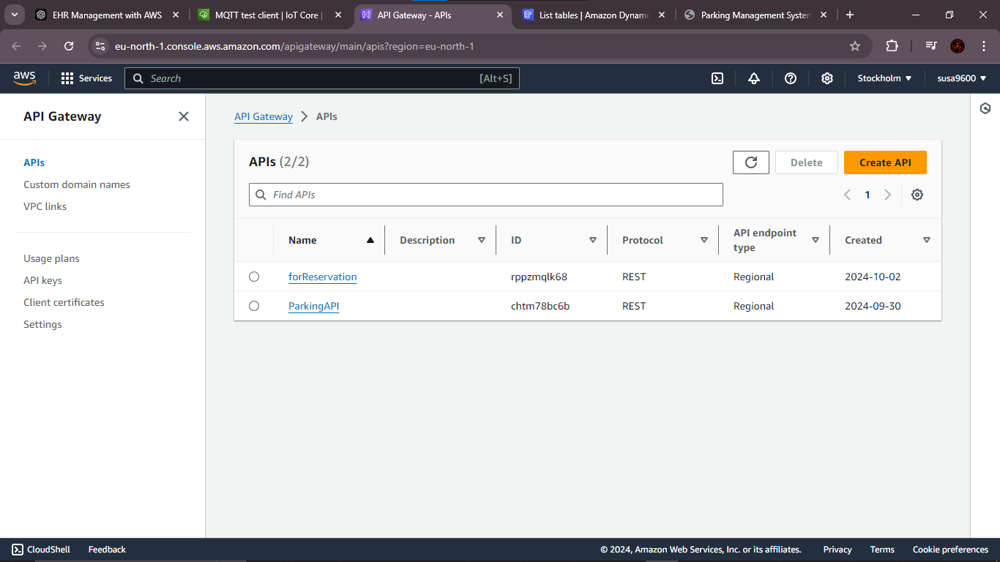 EHR Management with AWS
MQTT test client | IoT Core |
API Gateway - APIs
List tables | Amazon Dynamo
Parking Management System
eu-north-1.console.aws.amazon.com/apigateway/main/apis?region=eu-north-1
aws
Services
Search
[Alt+S]
Stockholm
susa9600
API Gateway
API Gateway > APIs
APIs
Custom domain names
VPC links
Usage plans
API keys
Client certificates
Settings
APIs (2/2)
Delete
Create API
Find APIs
1
Name Description ID Protocol API endpoint type Created
forReservation rppzmqlk68 REST Regional 2024-10-02
ParkingAPI chtm78bc6b REST Regional 2024-09-30
CloudShell Feedback © 2024, Amazon Web Services, Inc. or its affiliates. Privacy Terms Cookie preferences